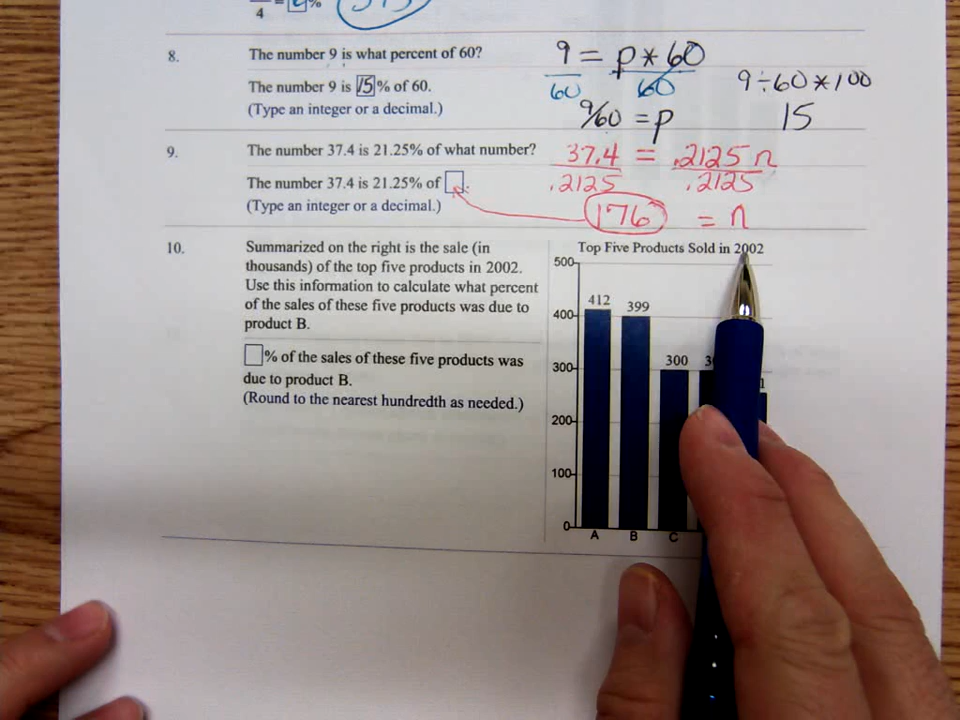 4 = %
8. The number 9 is what percent of 60? 9 = p * 60
60 60
The number 9 is 15 % of 60. 9÷60*100
(Type an integer or a decimal.) 9/60 = p 15
9. The number 37.4 is 21.25% of what number? 37.4 = .2125 n
.2125 .2125
The number 37.4 is 21.25% of .
(Type an integer or a decimal.) 176 = n
10. Summarized on the right is the sale (in
thousands) of the top five products in 2002.
Use this information to calculate what percent
of the sales of these five products was due to
product B.
% of the sales of these five products was
due to product B.
(Round to the nearest hundredth as needed.)
Top Five Products Sold in 2002
500
400
300
200
100
0
412
399
300
A B C